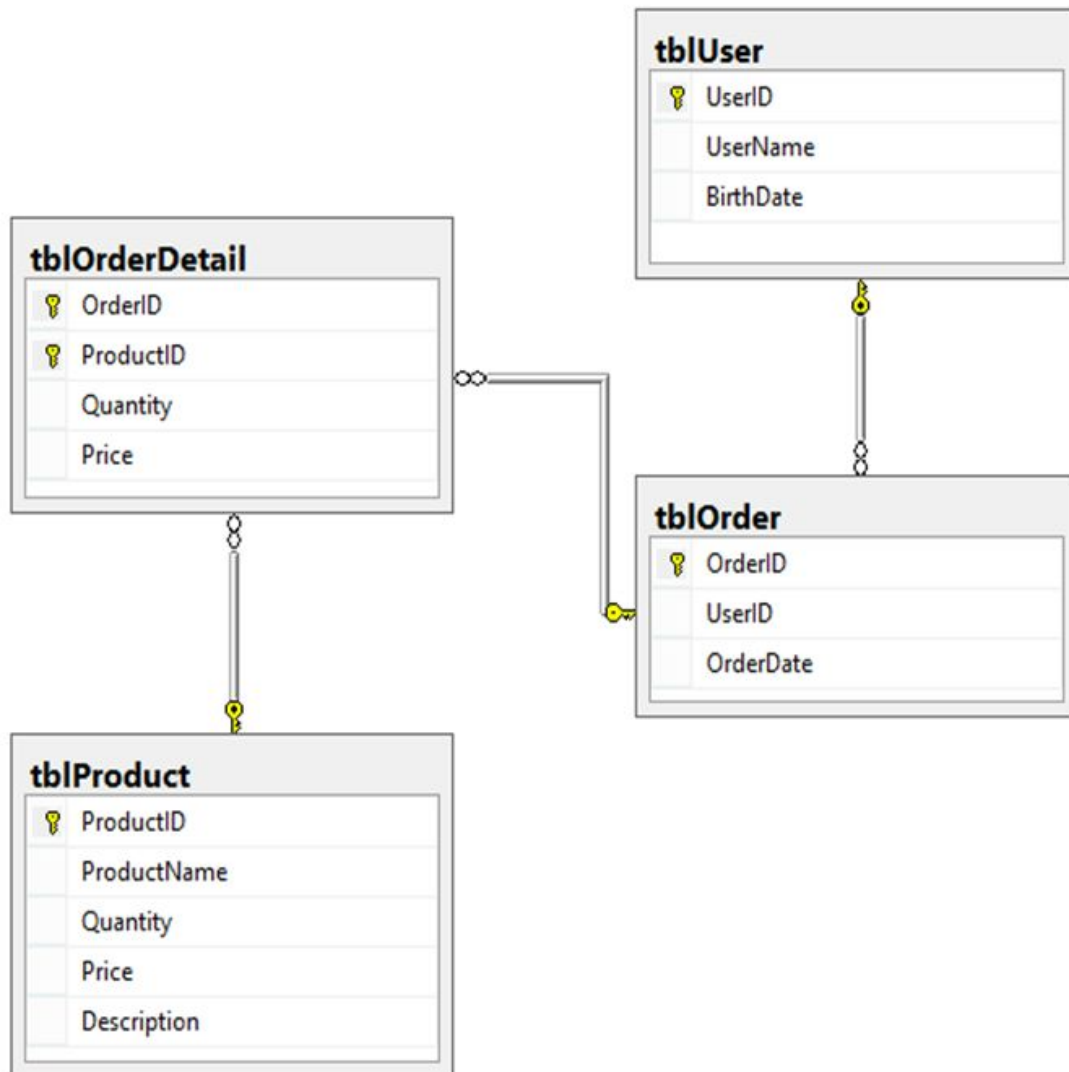 tblUser
UserID
UserName
BirthDate
tblOrderDetail
OrderID
ProductID
Quantity
Price
tblOrder
OrderID
UserID
OrderDate
tblProduct
ProductID
ProductName
Quantity
Price
Description